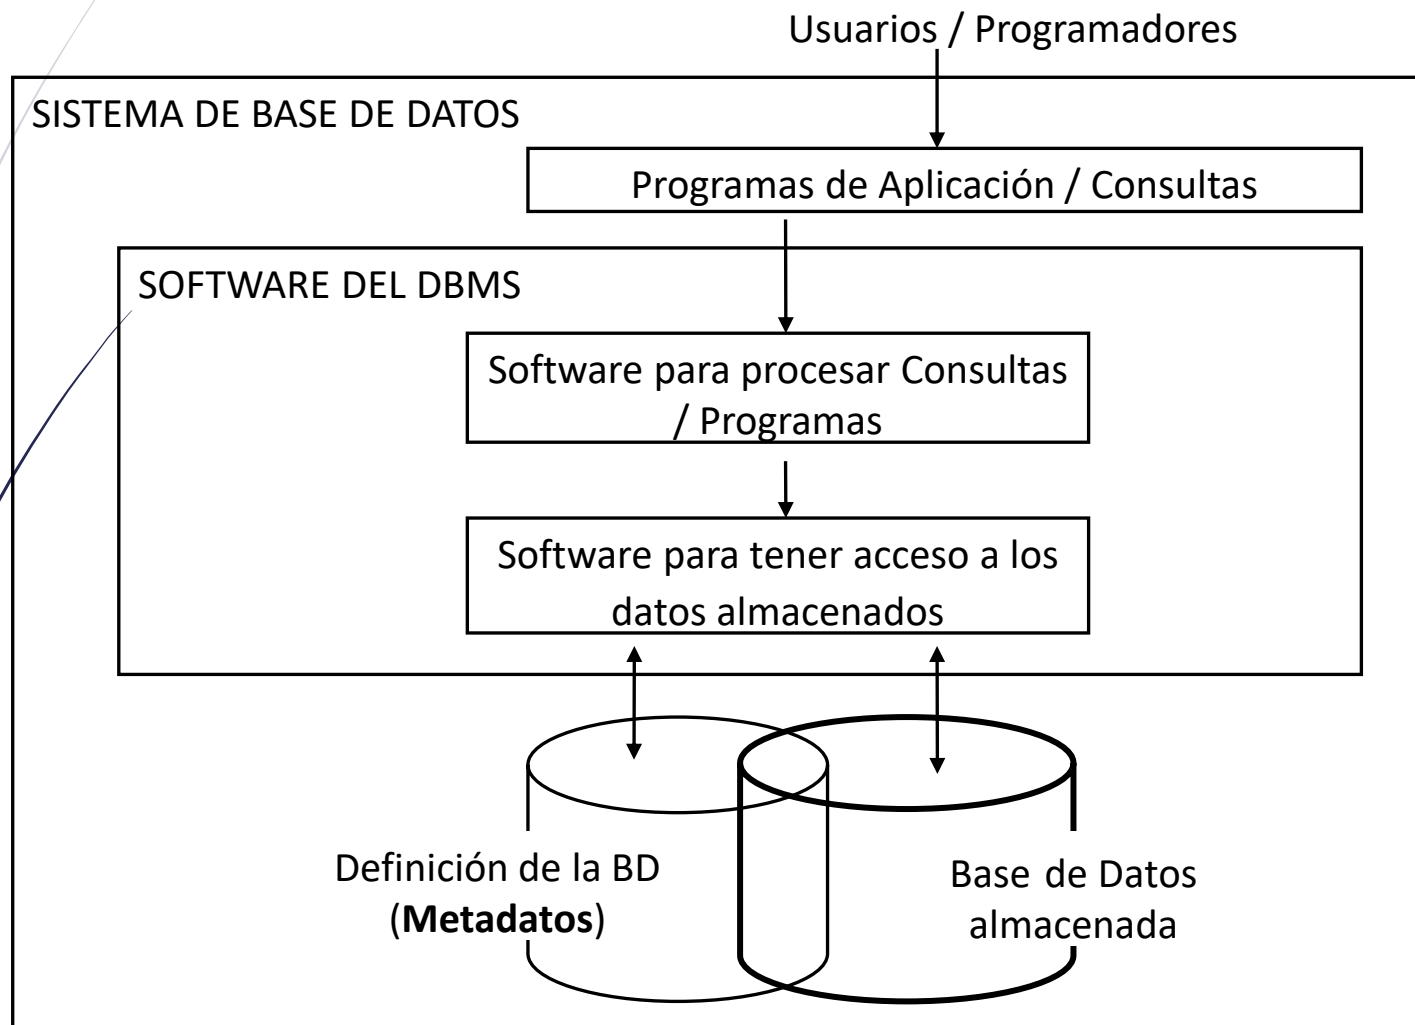 Usuarios / Programadores
SISTEMA DE BASE DE DATOS
Programas de Aplicación / Consultas
SOFTWARE DEL DBMS
Software para procesar Consultas
/ Programas
Software para tener acceso a los
datos almacenados
Definición de la BD
(Metadatos)
Base de Datos
almacenada